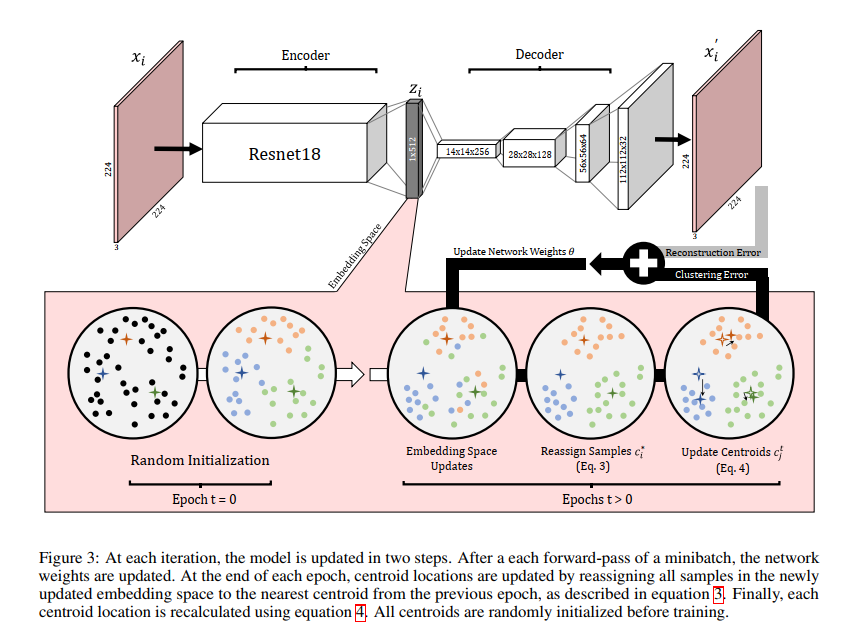 x_i
Encoder
Decoder
x_i'
z_i
Resnet18
1x512
14x14x256
28x28x128
56x56x64
112x112x32
224
224
3
224
224
3
Embedding Space
Update Network Weights θ
Reconstruction Error
Clustering Error
Random Initialization
Epoch t = 0
Embedding Space
Updates
Reassign Samples c_i^*
(Eq. 3)
Update Centroids c_j^t
(Eq. 4)
Epochs t > 0
Figure 3: At each iteration, the model is updated in two steps. After a each forward-pass of a minibatch, the network
weights are updated. At the end of each epoch, centroid locations are updated by reassigning all samples in the newly
updated embedding space to the nearest centroid from the previous epoch, as described in equation 3. Finally, each
centroid location is recalculated using equation 4. All centroids are randomly initialized before training.